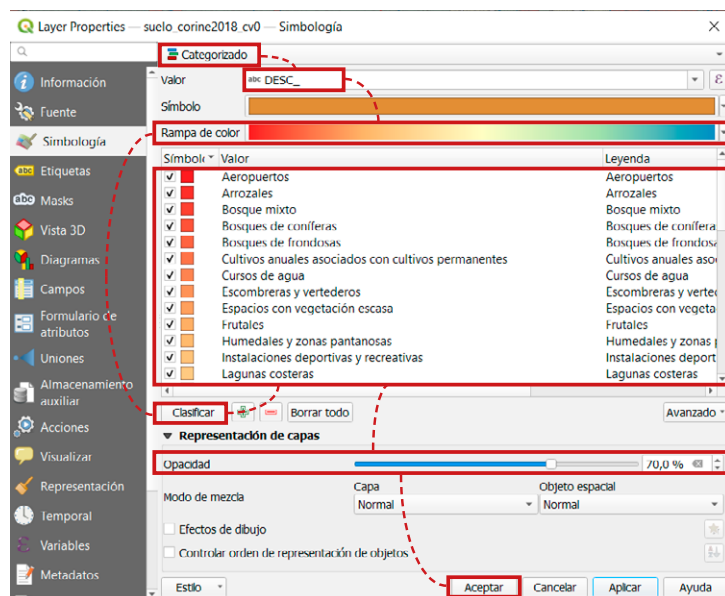 Layer Properties — suelo_corine2018_cv0 — Simbología
Categorizado
Información
Fuente
Simbología
Etiquetas
Masks
Vista 3D
Diagramas
Campos
Formulario de
atributos
Uniones
Almacenamiento
auxiliar
Acciones
Visualizar
Representación
Temporal
Variables
Metadatos
Valor abc DESC_ ε
Símbolo
Rampa de color
Símbolo Valor Leyenda
Aeropuertos Aeropuertos
Arrozales Arrozales
Bosque mixto Bosque mixto
Bosques de coníferas Bosques de conífera
Bosques de frondosas Bosques de frondosa
Cultivos anuales asociados con cultivos permanentes Cultivos anuales aso
Cursos de agua Cursos de agua
Escombreras y vertederos Escombreras y verte
Espacios con vegetación escasa Espacios con vegeta
Frutales Frutales
Humedales y zonas pantanosas Humedales y zonas
Instalaciones deportivas y recreativas Instalaciones deport
Lagunas costeras Lagunas costeras
Clasificar Borrar todo Avanzado
Representación de capas
Opacidad 70,0 %
Capa Objeto espacial
Modo de mezcla Normal Normal
Efectos de dibujo
Controlar orden de representación de objetos
Estilo Aceptar Cancelar Aplicar Ayuda